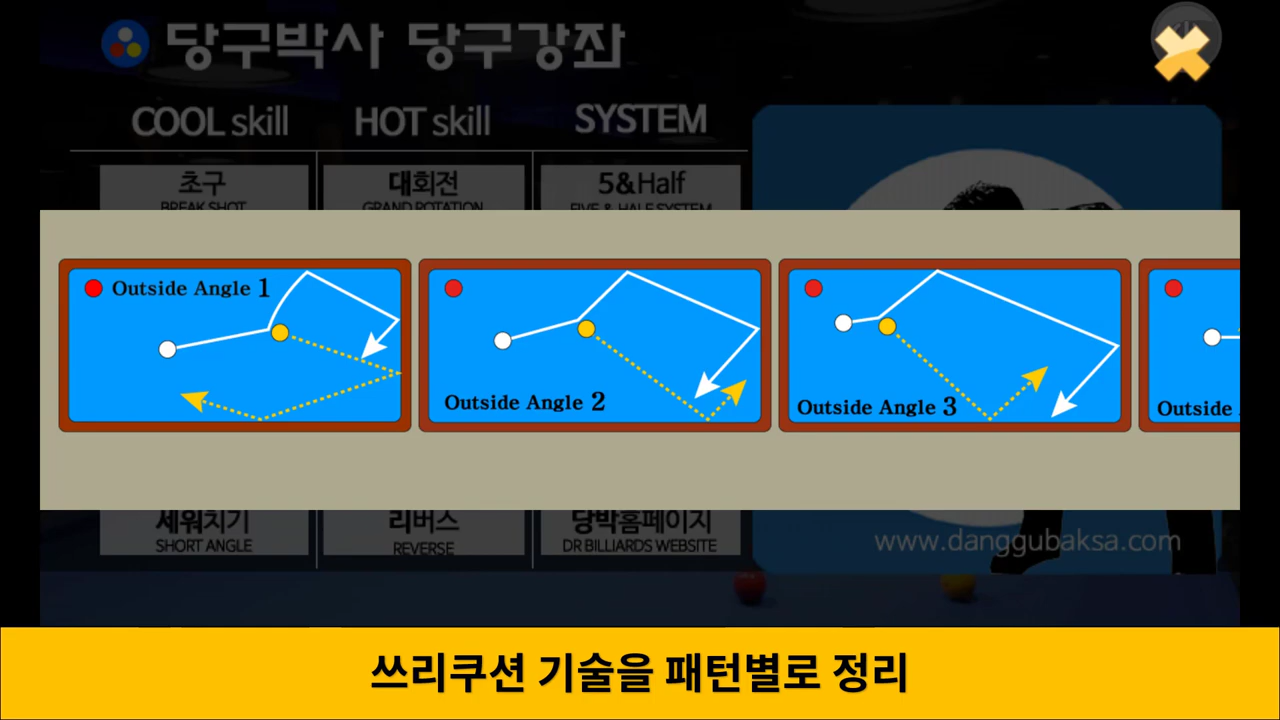 당구박사 당구강좌
COOL skill
HOT skill
SYSTEM
초구
BREAK SHOT
대회전
GRAND ROTATION
5&Half
FIVE & HALF SYSTEM
Outside Angle 1
Outside Angle 2
Outside Angle 3
Outside
세워치기
SHORT ANGLE
리버스
REVERSE
당박홈페이지
DR BILLIARDS WEBSITE
www.danggubaksa.com
쓰리쿠션 기술을 패턴별로 정리